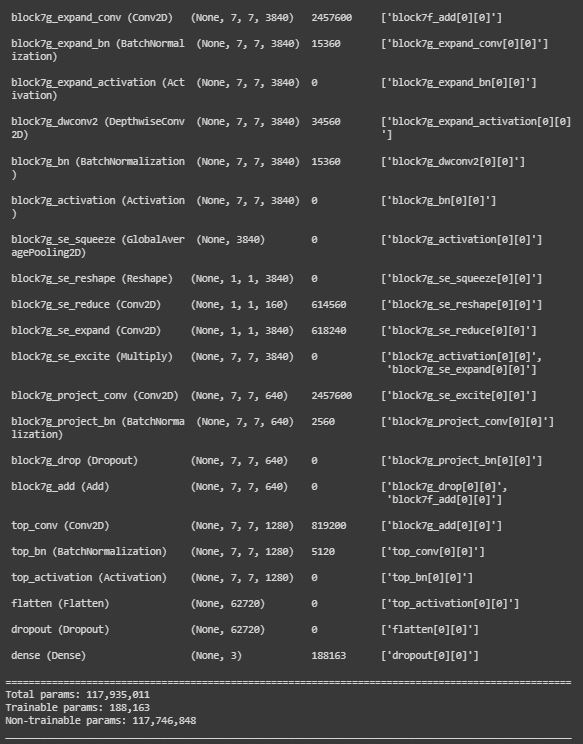 block7g_expand_conv (Conv2D) (None, 7, 7, 3840) 2457600 ['block7f_add[0][0]']
block7g_expand_bn (BatchNormal (None, 7, 7, 3840) 15360 ['block7g_expand_conv[0][0]']
ization)
block7g_expand_activation (Act (None, 7, 7, 3840) 0 ['block7g_expand_bn[0][0]']
ivation)
block7g_dwconv2 (DepthwiseConv (None, 7, 7, 3840) 34560 ['block7g_expand_activation[0][0]
2D) ']
block7g_bn (BatchNormalization (None, 7, 7, 3840) 15360 ['block7g_dwconv2[0][0]']
)
block7g_activation (Activation (None, 7, 7, 3840) 0 ['block7g_bn[0][0]']
)
block7g_se_squeeze (GlobalAver (None, 3840) 0 ['block7g_activation[0][0]']
agePooling2D)
block7g_se_reshape (Reshape) (None, 1, 1, 3840) 0 ['block7g_se_squeeze[0][0]']
block7g_se_reduce (Conv2D) (None, 1, 1, 160) 614560 ['block7g_se_reshape[0][0]']
block7g_se_expand (Conv2D) (None, 1, 1, 3840) 618240 ['block7g_se_reduce[0][0]']
block7g_se_excite (Multiply) (None, 7, 7, 3840) 0 ['block7g_activation[0][0]',
'block7g_se_expand[0][0]']
block7g_project_conv (Conv2D) (None, 7, 7, 640) 2457600 ['block7g_se_excite[0][0]']
block7g_project_bn (BatchNorma (None, 7, 7, 640) 2560 ['block7g_project_conv[0][0]']
lization)
block7g_drop (Dropout) (None, 7, 7, 640) 0 ['block7g_project_bn[0][0]']
block7g_add (Add) (None, 7, 7, 640) 0 ['block7g_drop[0][0]',
'block7f_add[0][0]']
top_conv (Conv2D) (None, 7, 7, 1280) 819200 ['block7g_add[0][0]']
top_bn (BatchNormalization) (None, 7, 7, 1280) 5120 ['top_conv[0][0]']
top_activation (Activation) (None, 7, 7, 1280) 0 ['top_bn[0][0]']
flatten (Flatten) (None, 62720) 0 ['top_activation[0][0]']
dropout (Dropout) (None, 62720) 0 ['flatten[0][0]']
dense (Dense) (None, 3) 188163 ['dropout[0][0]']
==================================================================================================
Total params: 117,935,011
Trainable params: 188,163
Non-trainable params: 117,746,848
__________________________________________________________________________________________________